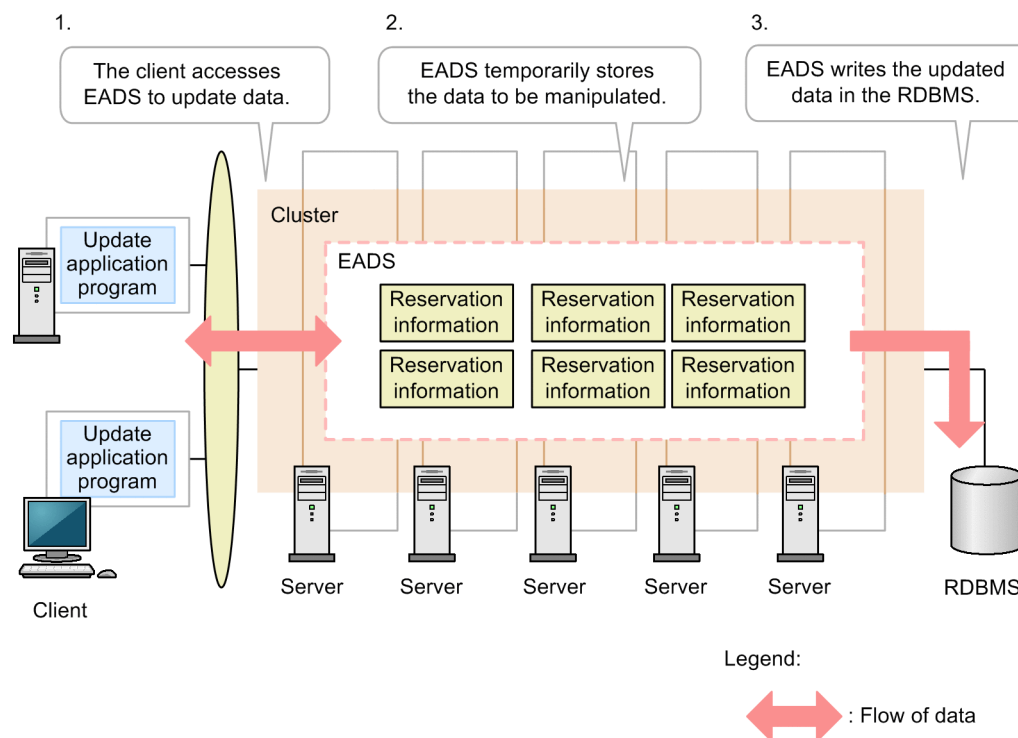 1.
2.
3.
The client accesses
EADS to update data.
EADS temporarily stores
the data to be manipulated.
EADS writes the updated
data in the RDBMS.
Cluster
Update
application
program
EADS
Reservation
information
Reservation
information
Reservation
information
Reservation
information
Reservation
information
Reservation
information
Update
application
program
Client
Server
Server
Server
Server
Server
RDBMS
Legend:
: Flow of data